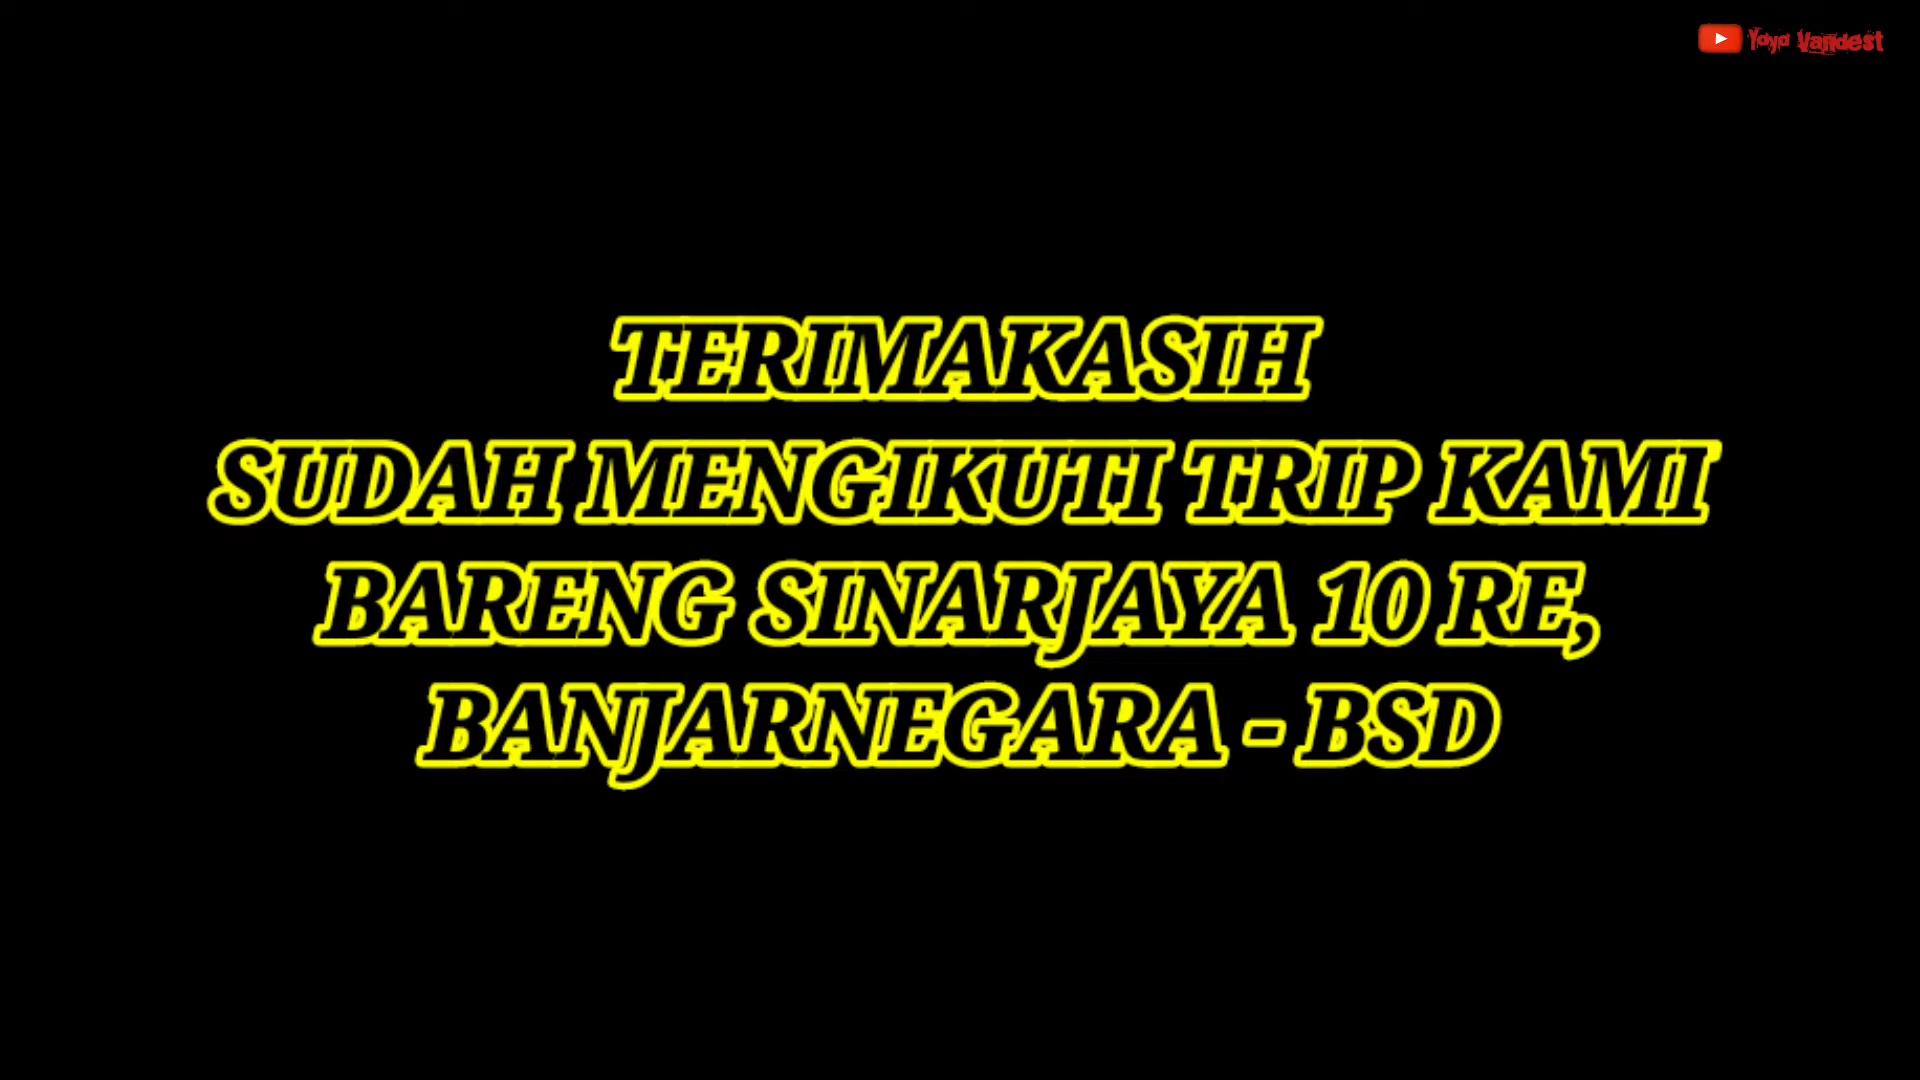 Yoyo Vandest
TERIMAKASIH
SUDAH MENGIKUTI TRIP KAMI
BARENG SINARJAYA 10 RE,
BANJARNEGARA - BSD